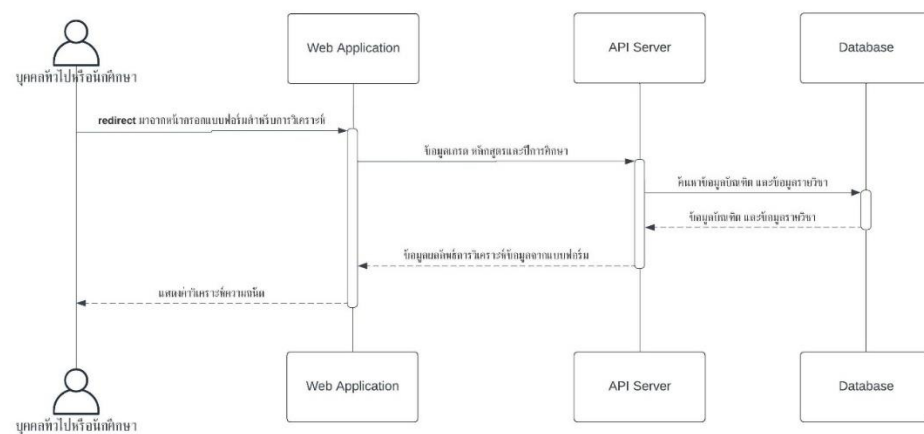 Web Application
API Server
Database
บุคคลทั่วไปหรือนักศึกษา
redirect มาจากหน้ากรอกแบบฟอร์มสำหรับการวิเคราะห์
ข้อมูลเกรด หลักสูตรและปีการศึกษา
ค้นหาข้อมูลบัณฑิต และข้อมูลรายวิชา
ข้อมูลบัณฑิต และข้อมูลรายวิชา
ข้อมูลผลลัพธ์การวิเคราะห์ข้อมูลจากแบบฟอร์ม
แสดงค่าวิเคราะห์ความถนัด
Web Application
API Server
Database
บุคคลทั่วไปหรือนักศึกษา